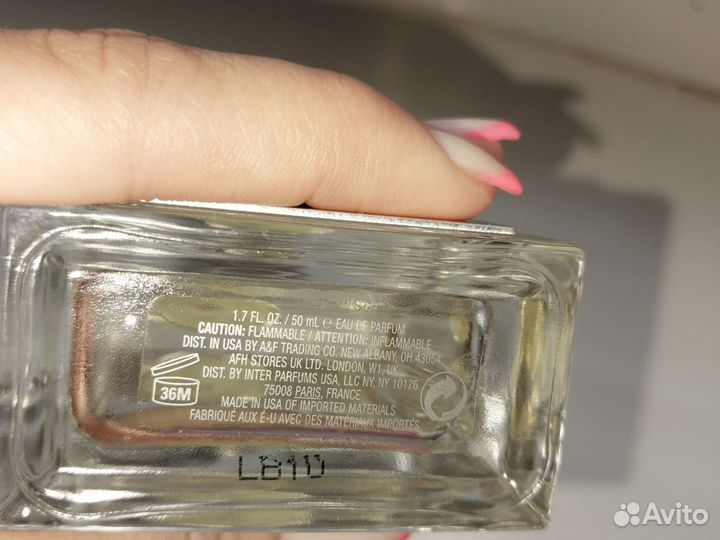 1.7 FL. OZ. / 50 mL ℮ EAU DE PARFUM
CAUTION: FLAMMABLE / ATTENTION: INFLAMMABLE
DIST. IN USA BY A&F TRADING CO. NEW ALBANY, OH 43054
AFH STORES UK LTD. LONDON, W1, UK
DIST. BY INTER PARFUMS USA, LLC NY, NY 10176
75008 PARIS, FRANCE
MADE IN USA OF IMPORTED MATERIALS
FABRIQUÉ AUX É-U AVEC DES MATÉRIAUX IMPORTÉS
36M
Avito